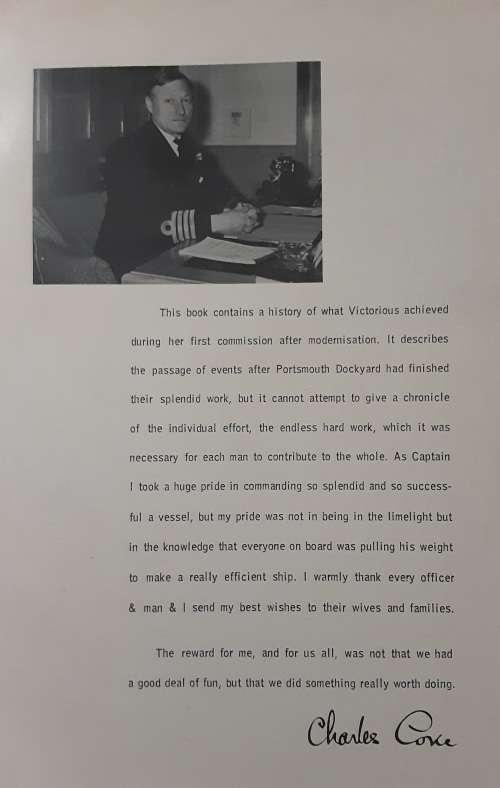 This book contains a history of what Victorious achieved
during her first commission after modernisation. It describes
the passage of events after Portsmouth Dockyard had finished
their splendid work, but it cannot attempt to give a chronicle
of the individual effort, the endless hard work, which it was
necessary for each man to contribute to the whole. As Captain
I took a huge pride in commanding so splendid and so success-
ful a vessel, but my pride was not in being in the limelight but
in the knowledge that everyone on board was pulling his weight
to make a really efficient ship. I warmly thank every officer
& man & I send my best wishes to their wives and families.
The reward for me, and for us all, was not that we had
a good deal of fun, but that we did something really worth doing.
Charles